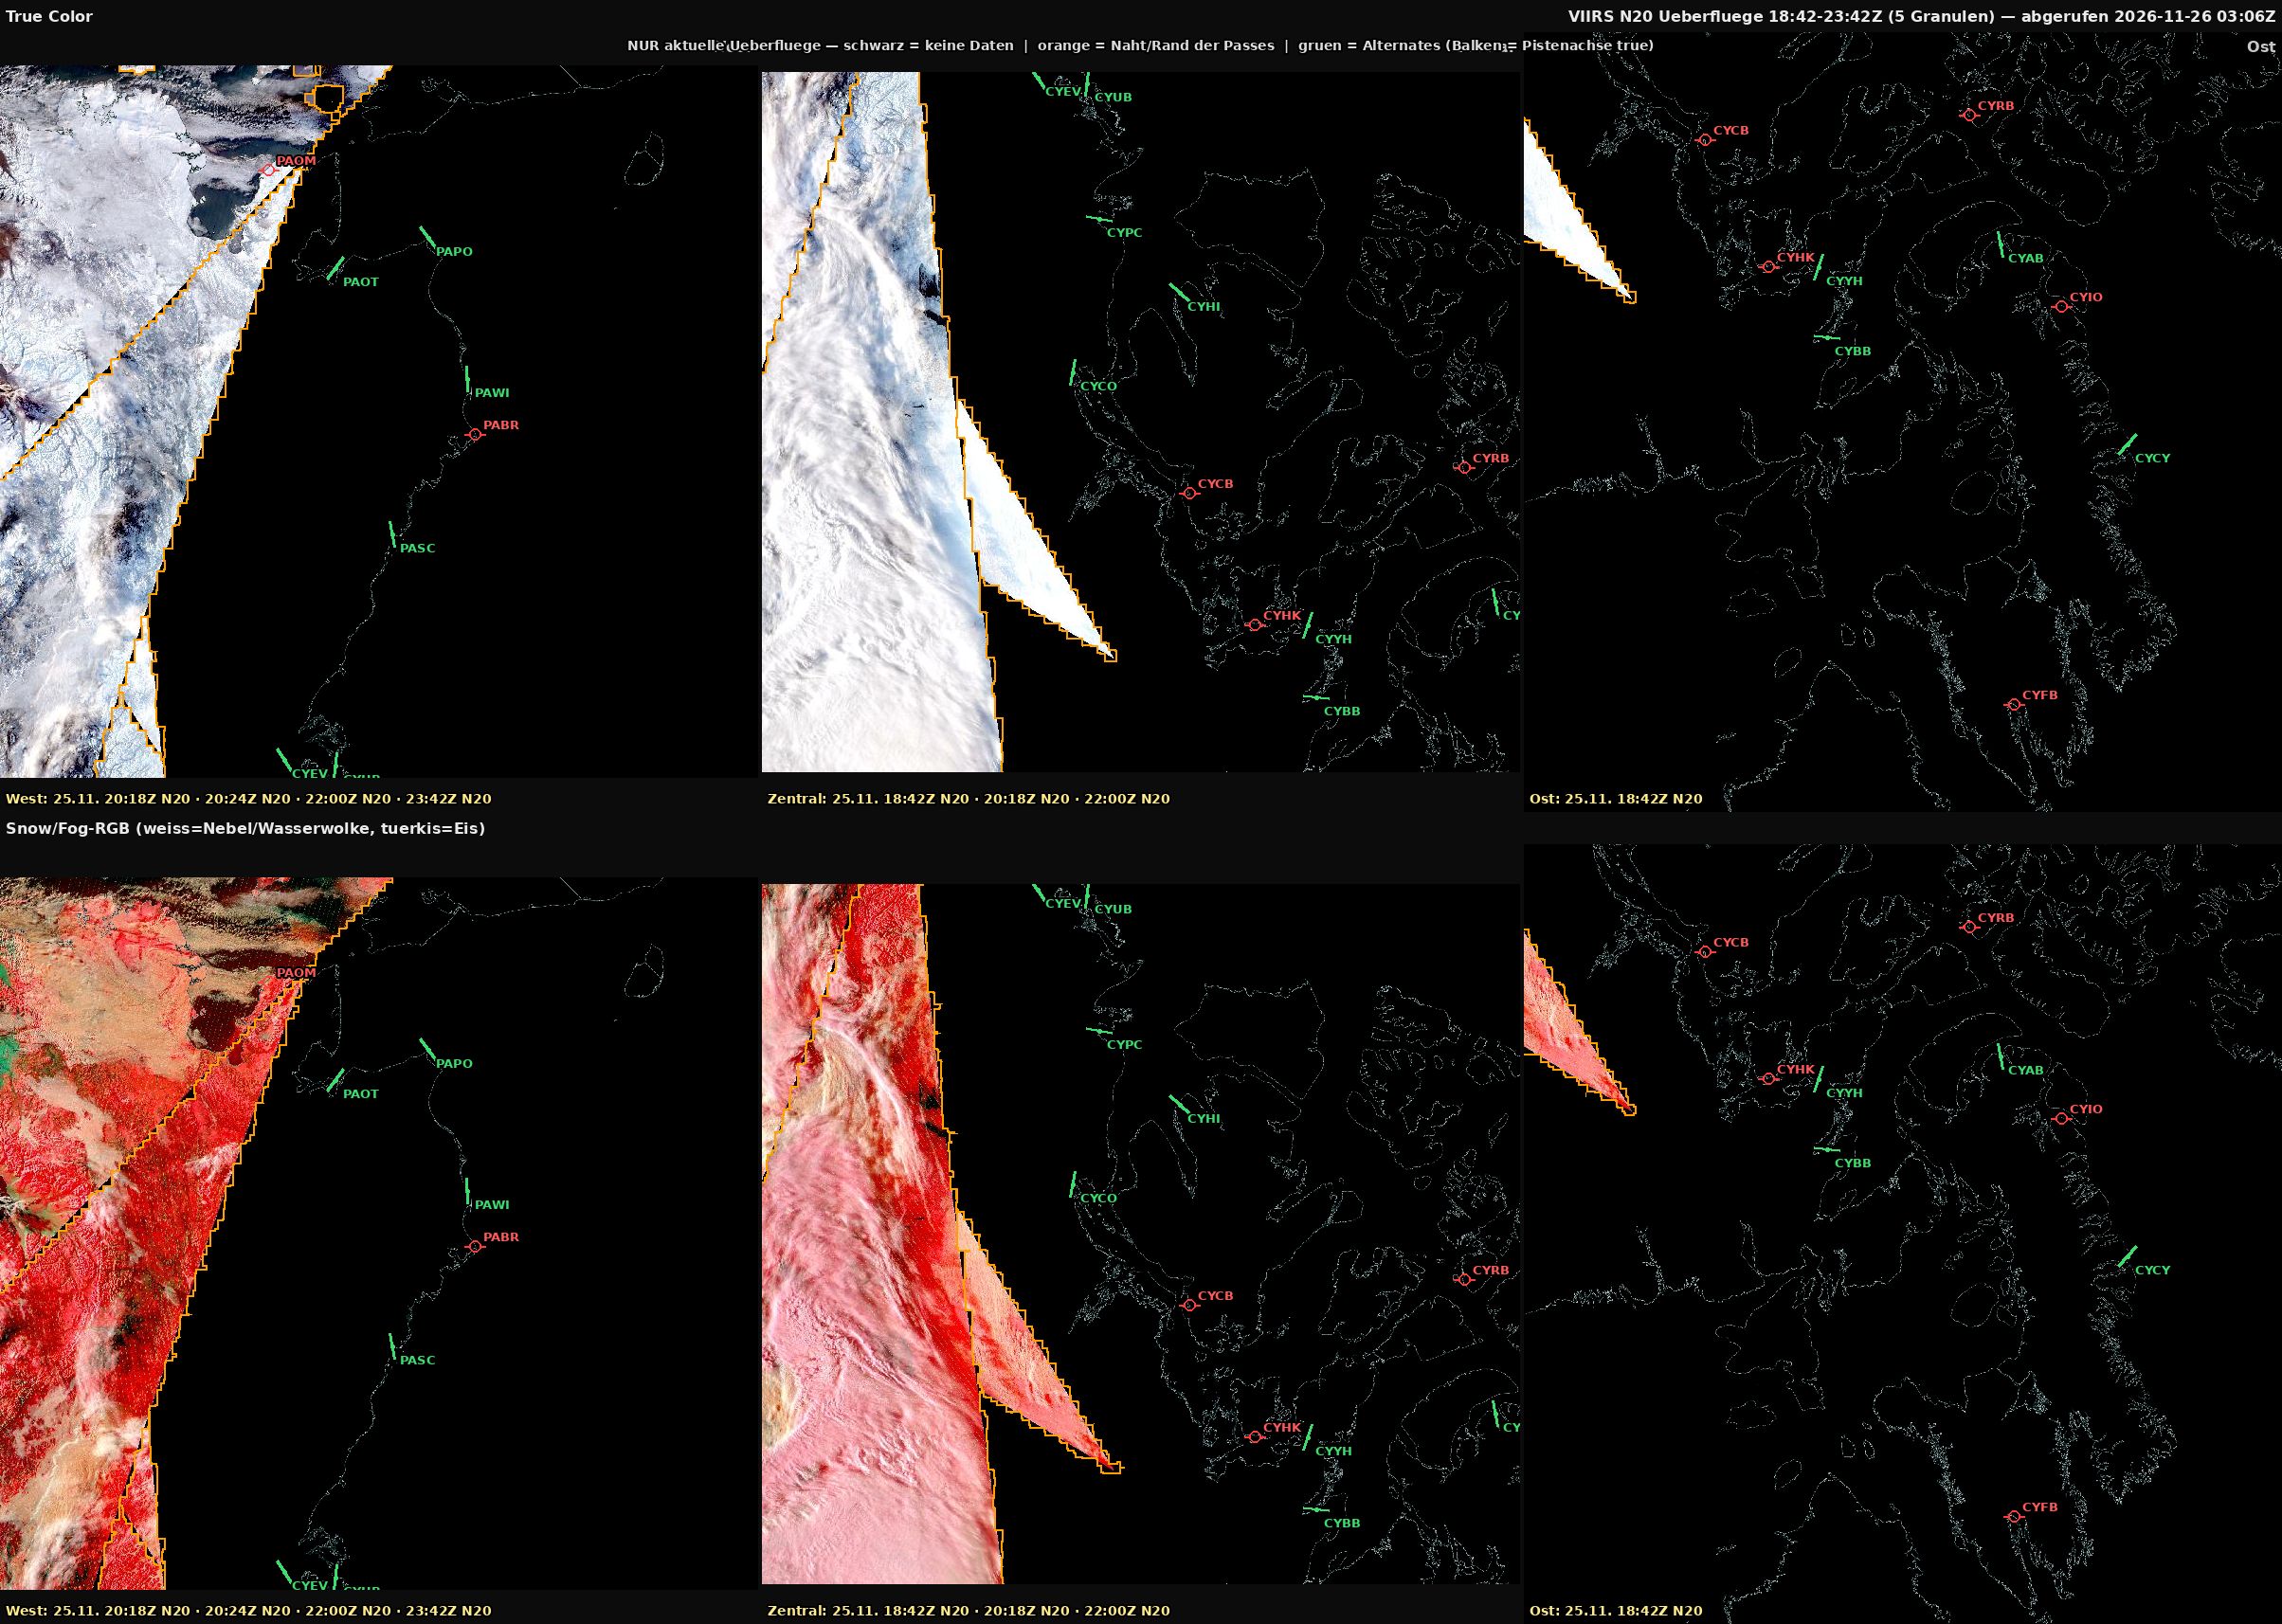 True Color
VIIRS N20 Ueberfluege 18:42-23:42Z (5 Granulen) — abgerufen 2026-11-26 03:06Z
NUR aktuelle Ueberfluege — schwarz = keine Daten | orange = Naht/Rand der Passes | gruen = Alternates (Balken = Pistenachse true)
Ost
PAOM
PAPO
PAOT
PAWI
PABR
PASC
CYEV
CYEV
CYUB
CYPC
CYHI
CYCO
CYRB
CYCB
CYHK
CYYH
CY
CYBB
CYRB
CYCB
CYHK
CYYH
CYAB
CYIO
CYBB
CYCY
CYFB
West: 25.11. 20:18Z N20 · 20:24Z N20 · 22:00Z N20 · 23:42Z N20
Zentral: 25.11. 18:42Z N20 · 20:18Z N20 · 22:00Z N20
Ost: 25.11. 18:42Z N20
Snow/Fog-RGB (weiss=Nebel/Wasserwolke, tuerkis=Eis)
PAOM
PAPO
PAOT
PAWI
PABR
PASC
CYEV
CYEV
CYUB
CYPC
CYHI
CYCO
CYRB
CYCB
CYHK
CYYH
CY
CYBB
CYRB
CYCB
CYHK
CYYH
CYAB
CYIO
CYBB
CYCY
CYFB
West: 25.11. 20:18Z N20 · 20:24Z N20 · 22:00Z N20 · 23:42Z N20
Zentral: 25.11. 18:42Z N20 · 20:18Z N20 · 22:00Z N20
Ost: 25.11. 18:42Z N20